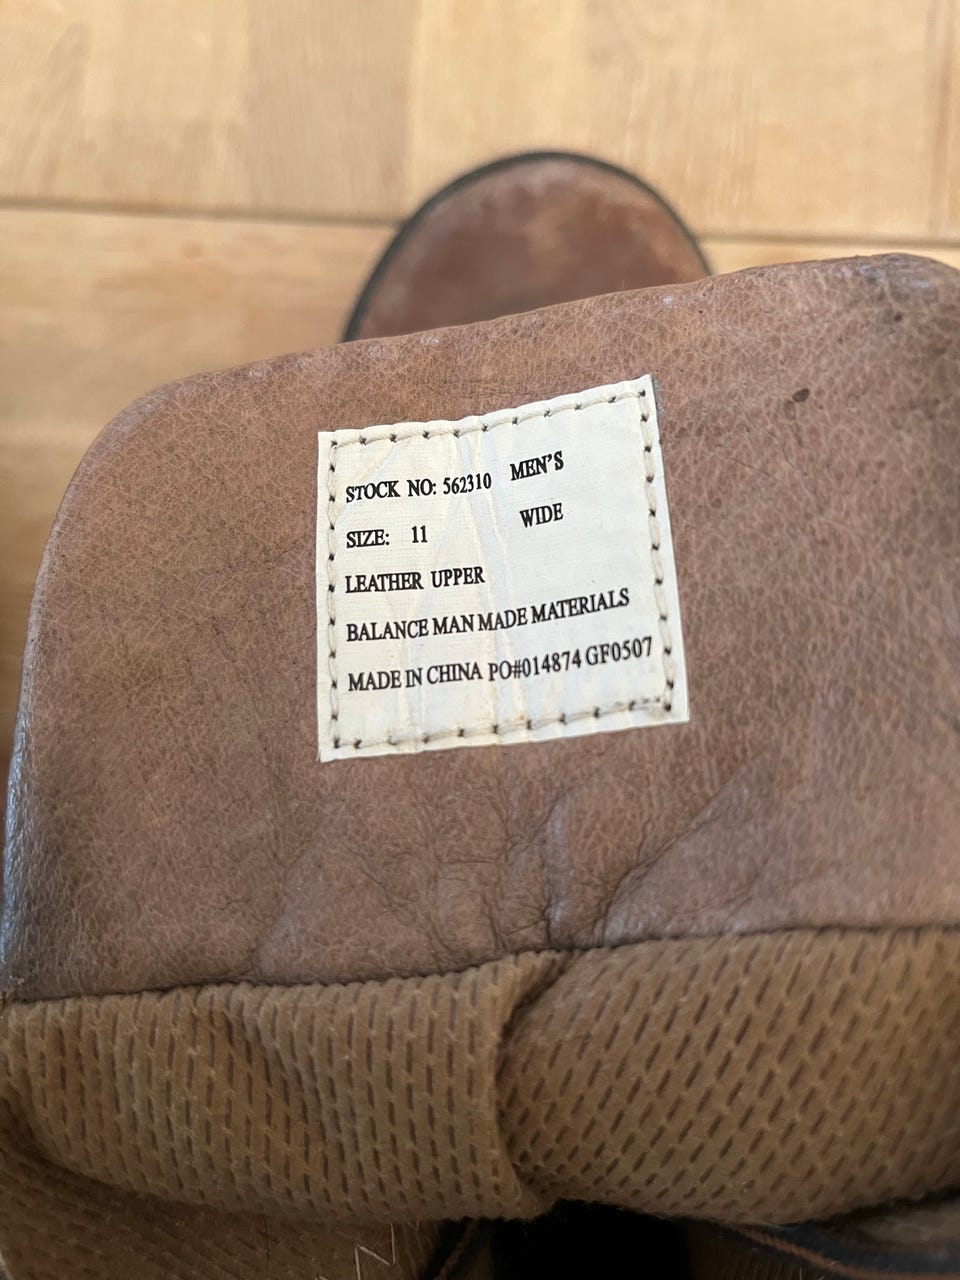 STOCK NO: 562310 MEN'S
SIZE: 11 WIDE
LEATHER UPPER
BALANCE MAN MADE MATERIALS
MADE IN CHINA PO#014874 GF0507